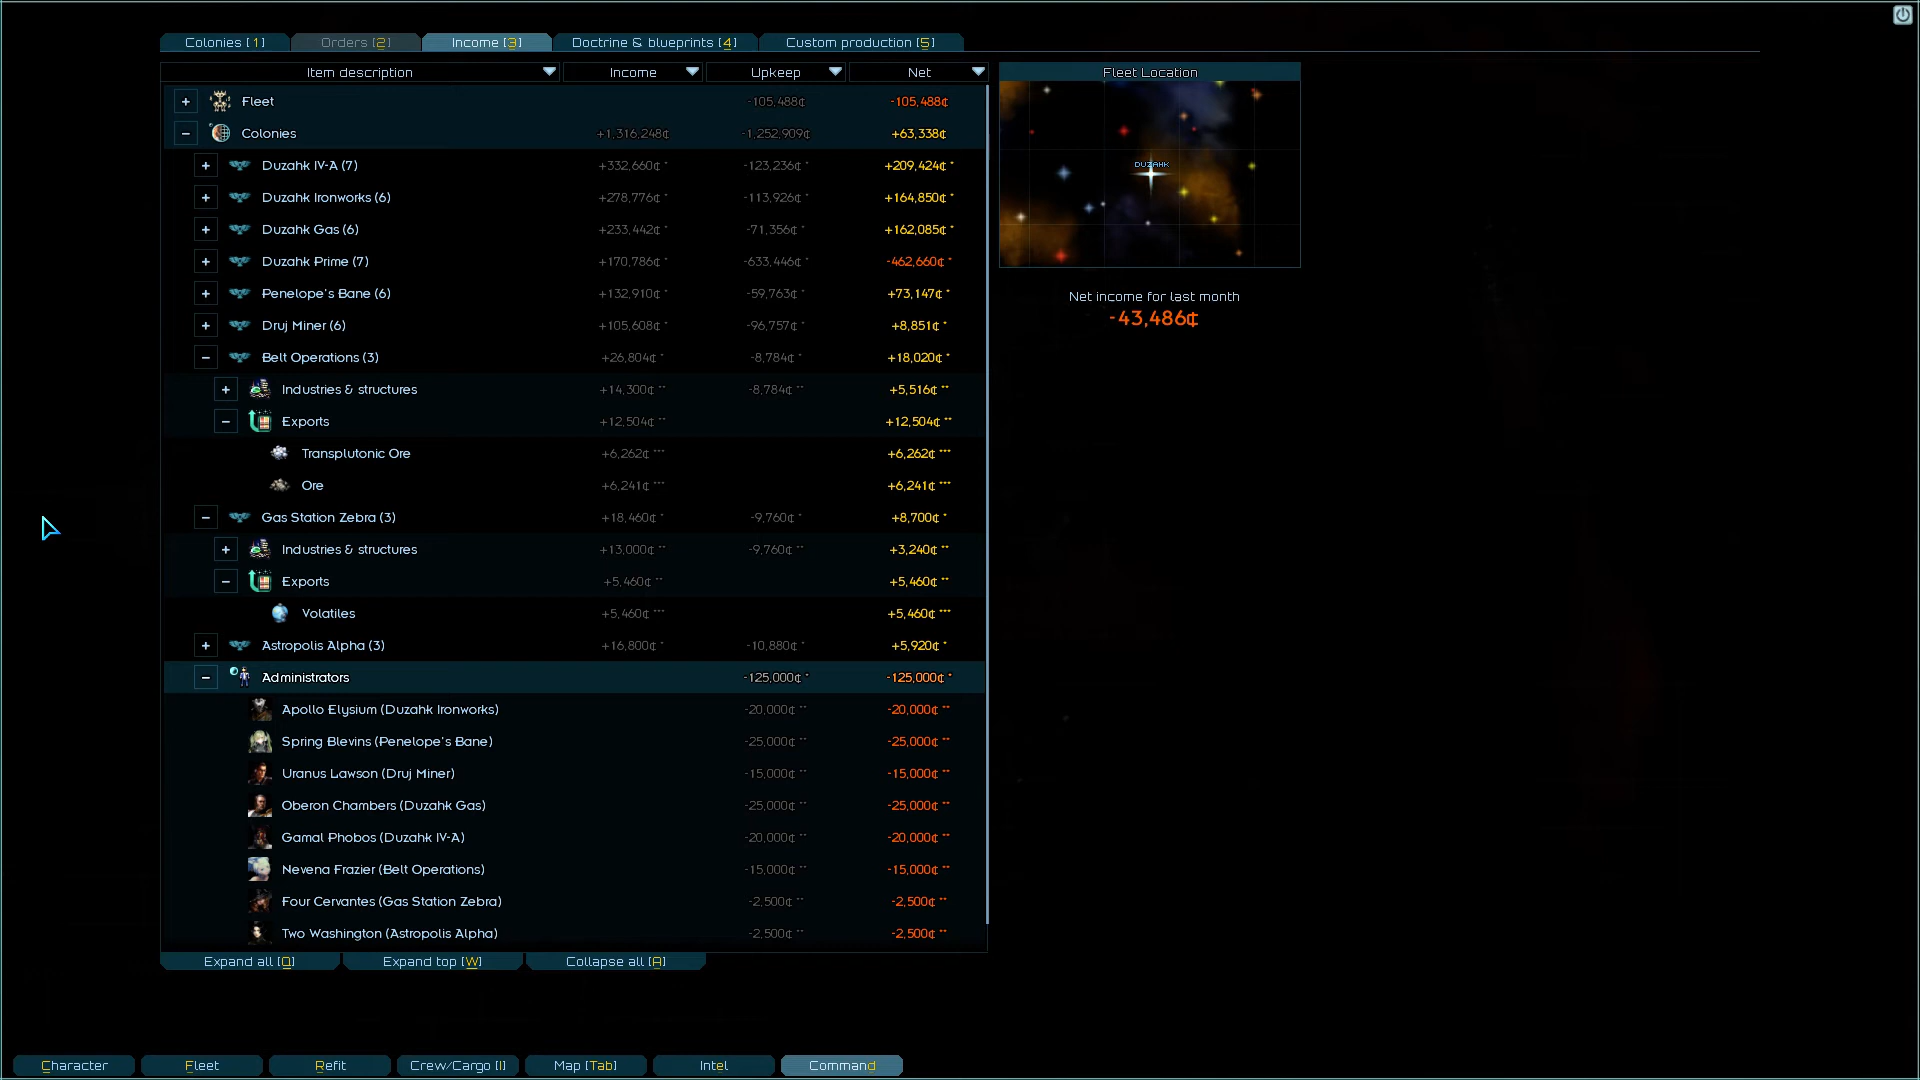 Colonies [1] Orders [2] Income [3] Doctrine & blueprints [4] Custom production [5]
Item description Income Upkeep Net
Fleet -105,488¢ -105,488¢
Colonies +1,316,248¢ -1,252,909¢ +63,338¢
Duzahk IV-A (7) +332,660¢ * -123,236¢ * +209,424¢ *
Duzahk Ironworks (6) +278,776¢ * -113,926¢ * +164,850¢ *
Duzahk Gas (6) +233,442¢ * -71,356¢ * +162,085¢ *
Duzahk Prime (7) +170,786¢ * -633,446¢ * -462,660¢ *
Penelope's Bane (6) +132,910¢ * -59,763¢ * +73,147¢ *
Druj Miner (6) +105,608¢ * -96,757¢ * +8,851¢ *
Belt Operations (3) +26,804¢ * -8,784¢ * +18,020¢ *
Industries & structures +14,300¢ ** -8,784¢ ** +5,516¢ **
Exports +12,504¢ ** +12,504¢ **
Transplutonic Ore +6,262¢ *** +6,262¢ ***
Ore +6,241¢ *** +6,241¢ ***
Gas Station Zebra (3) +18,460¢ * -9,760¢ * +8,700¢ *
Industries & structures +13,000¢ ** -9,760¢ ** +3,240¢ **
Exports +5,460¢ ** +5,460¢ **
Volatiles +5,460¢ *** +5,460¢ ***
Astropolis Alpha (3) +16,800¢ * -10,880¢ * +5,920¢ *
Administrators -125,000¢ * -125,000¢ *
Apollo Elysium (Duzahk Ironworks) -20,000¢ ** -20,000¢ **
Spring Blevins (Penelope's Bane) -25,000¢ ** -25,000¢ **
Uranus Lawson (Druj Miner) -15,000¢ ** -15,000¢ **
Oberon Chambers (Duzahk Gas) -25,000¢ ** -25,000¢ **
Gamal Phobos (Duzahk IV-A) -20,000¢ ** -20,000¢ **
Nevena Frazier (Belt Operations) -15,000¢ ** -15,000¢ **
Four Cervantes (Gas Station Zebra) -2,500¢ ** -2,500¢ **
Two Washington (Astropolis Alpha) -2,500¢ ** -2,500¢ **
Expand all [Q] Expand top [W] Collapse all [A]
Fleet Location
DUZAHK
Net income for last month
-43,486¢
Character Fleet Refit Crew/Cargo [I] Map [Tab] Intel Command